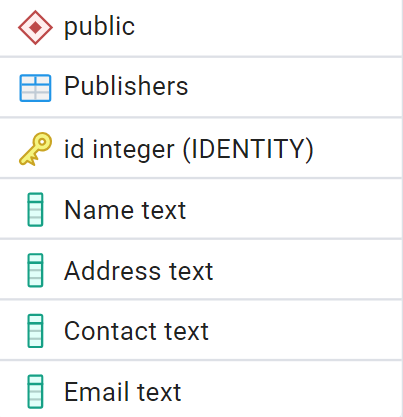 public
Publishers
id integer (IDENTITY)
Name text
Address text
Contact text
Email text